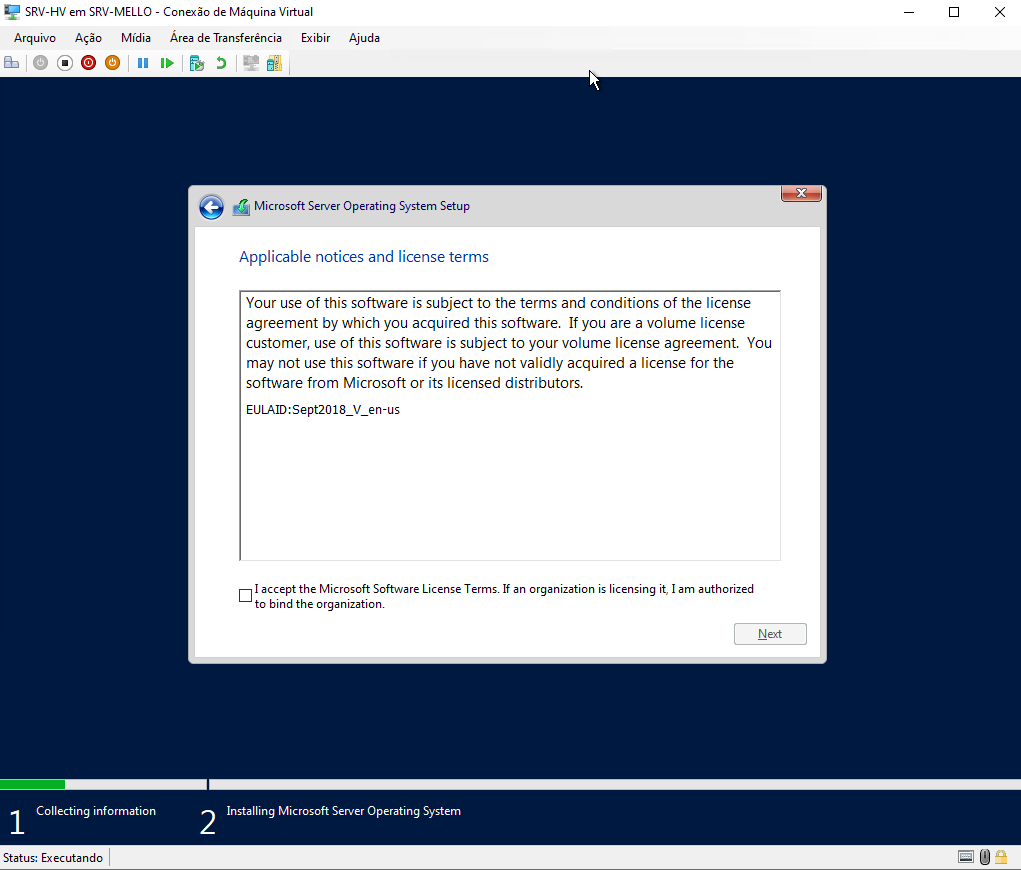 SRV-HV em SRV-MELLO - Conexão de Máquina Virtual
Arquivo Ação Mídia Área de Transferência Exibir Ajuda
Microsoft Server Operating System Setup
Applicable notices and license terms
Your use of this software is subject to the terms and conditions of the license
agreement by which you acquired this software.  If you are a volume license
customer, use of this software is subject to your volume license agreement.  You
may not use this software if you have not validly acquired a license for the
software from Microsoft or its licensed distributors.
EULAID:Sept2018_V_en-us
I accept the Microsoft Software License Terms. If an organization is licensing it, I am authorized
to bind the organization.
Next
1 Collecting information 2 Installing Microsoft Server Operating System
Status: Executando